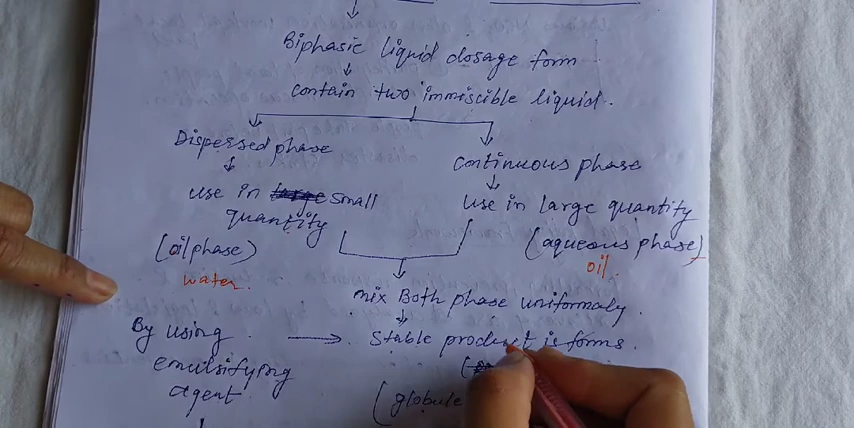 Biphasic liquid dosage form
contain two immiscible liquid.
Dispersed phase
continuous phase
use in small
quantity
use in large quantity
(oil phase)
(aqueous phase)
water.
oil.
mix Both phase uniformaly.
By using
Stable product is forms.
emulsifying
agent
(globule